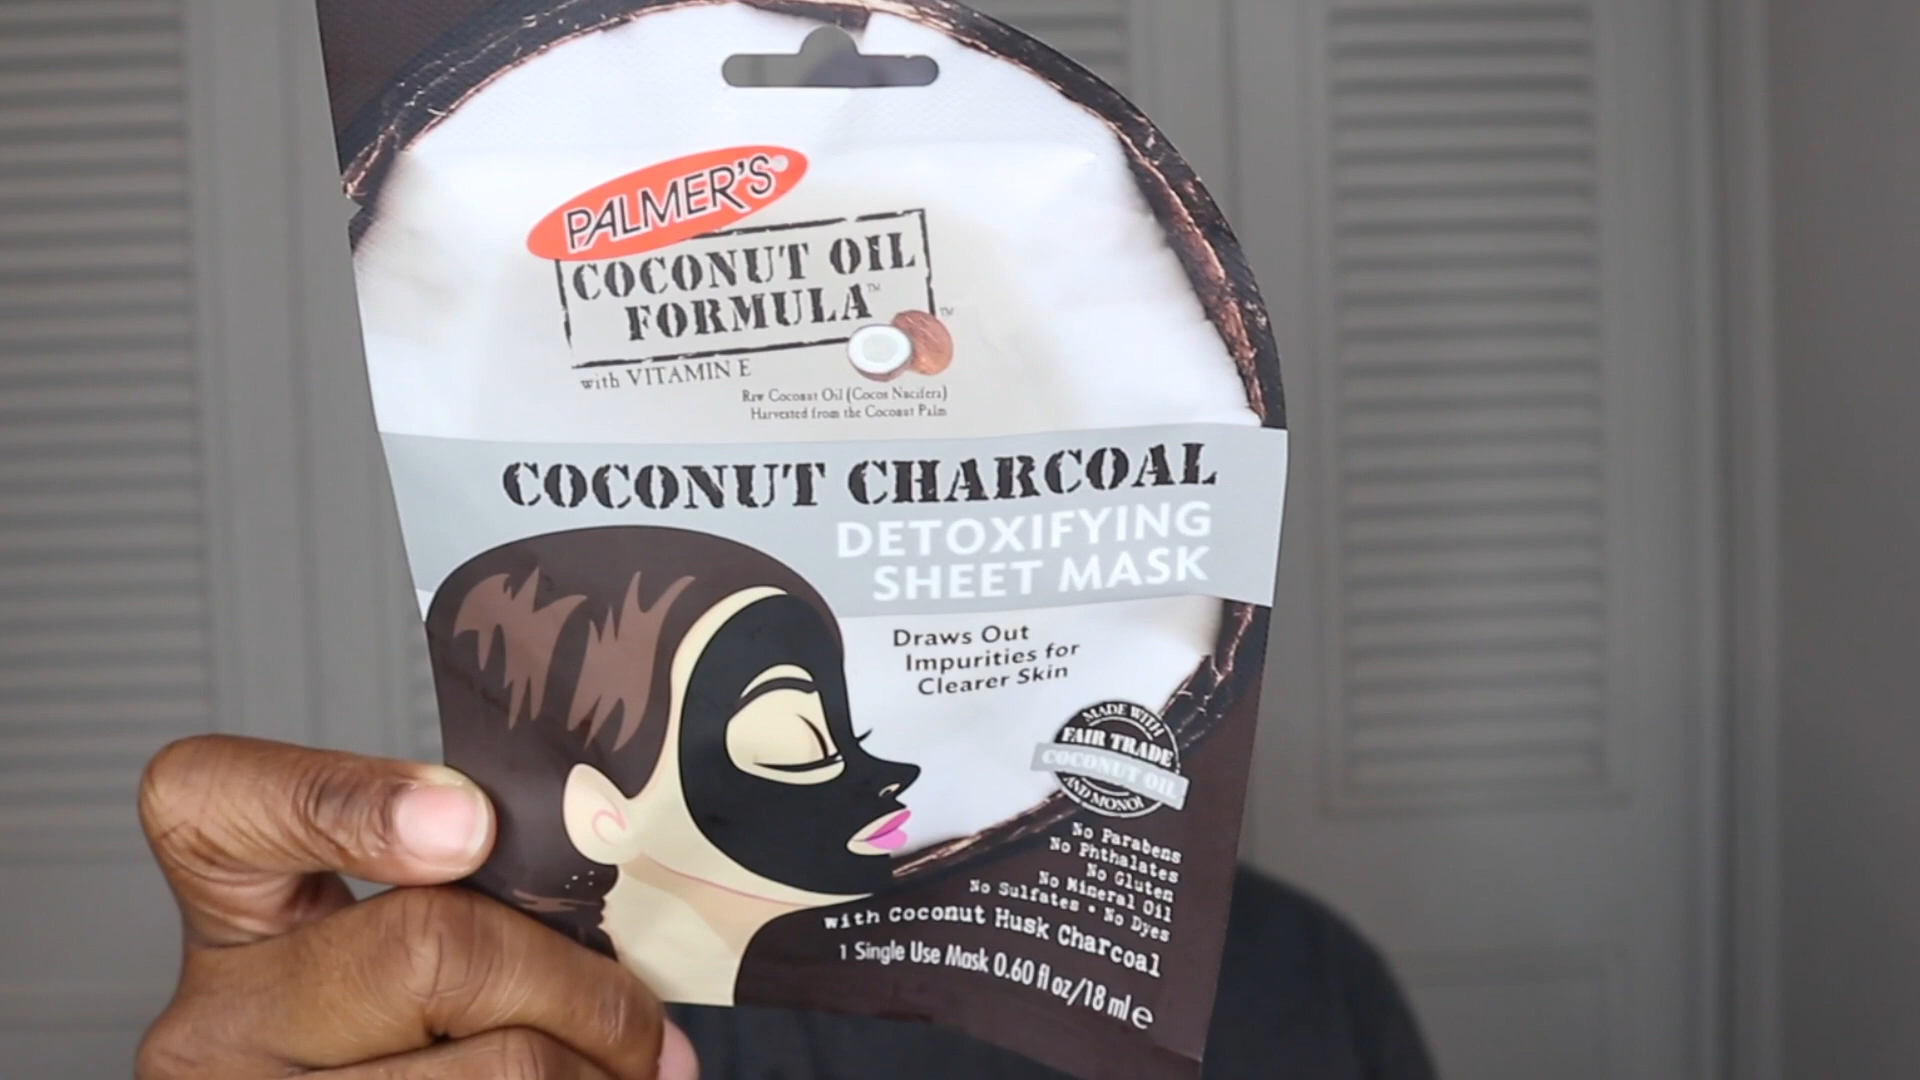 PALMER'S®
COCONUT OIL
FORMULA™
with VITAMIN E
Raw Coconut Oil (Cocos Nucifera)
Harvested from the Coconut Palm
COCONUT CHARCOAL
DETOXIFYING
SHEET MASK
Draws Out
Impurities for
Clearer Skin
MADE WITH
FAIR TRADE
COCONUT OIL
AND MONOI
No Parabens
No Phthalates
No Gluten
No Mineral Oil
No Sulfates • No Dyes
with Coconut Husk Charcoal
1 Single Use Mask 0.60 fl oz/18 ml e